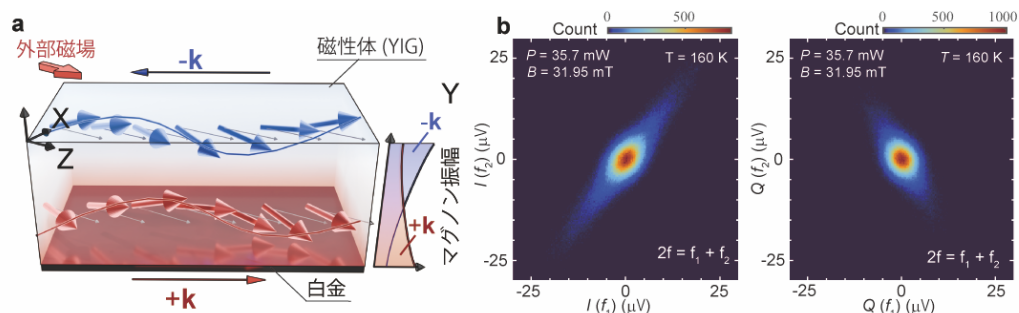 a
外部磁場
-k
磁性体 (YIG)
X
Z
Y
-k
+k
マグノン振幅
+k
白金
b
Count
0
500
P = 35.7 mW
T = 160 K
B = 31.95 mT
25
0
-25
I (f₂) (μV)
2f = f₁ + f₂
-25
0
25
(μV)
Count
0
500
1000
P = 35.7 mW
T = 160 K
B = 31.95 mT
25
0
-25
Q (f₂) (μV)
2f = f₁ + f₂
-25
0
25
(μV)